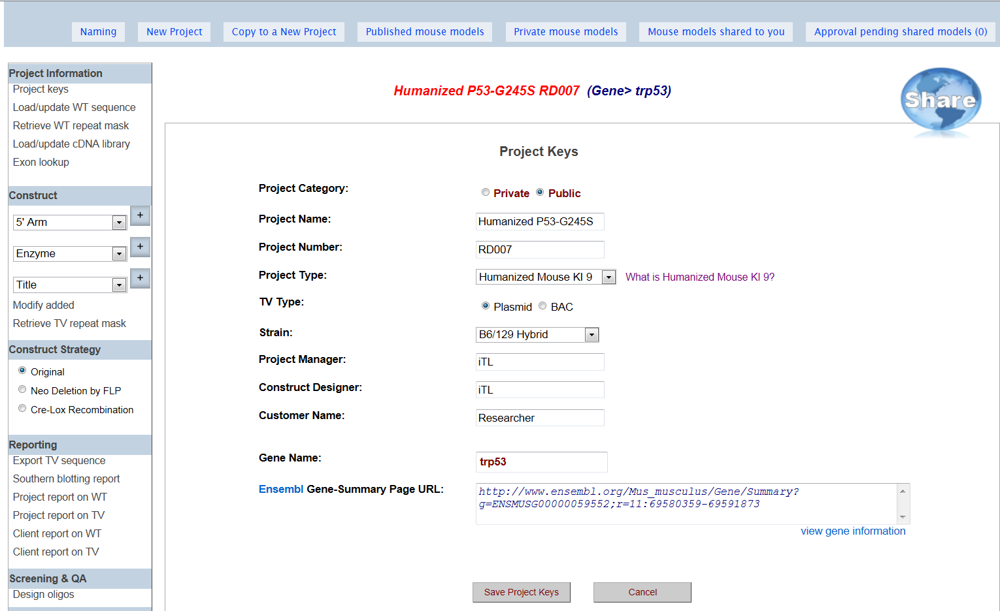 Naming
New Project
Copy to a New Project
Published mouse models
Private mouse models
Mouse models shared to you
Approval pending shared models (0)
Project Information
Project keys
Load/update WT sequence
Retrieve WT repeat mask
Load/update cDNA library
Exon lookup
Construct
5' Arm
+
Enzyme
+
Title
+
Modify added
Retrieve TV repeat mask
Construct Strategy
Original
Neo Deletion by FLP
Cre-Lox Recombination
Reporting
Export TV sequence
Southern blotting report
Project report on WT
Project report on TV
Client report on WT
Client report on TV
Screening & QA
Design oligos
Humanized P53-G245S RD007 (Gene> trp53)
Share
Project Keys
Project Category: Private Public
Project Name: Humanized P53-G245S
Project Number: RD007
Project Type: Humanized Mouse KI 9 What is Humanized Mouse KI 9?
TV Type: Plasmid BAC
Strain: B6/129 Hybrid
Project Manager: iTL
Construct Designer: iTL
Customer Name: Researcher
Gene Name: trp53
Ensembl Gene-Summary Page URL: http://www.ensembl.org/Mus_musculus/Gene/Summary?
g=ENSMUSG00000059552;r=11:69580359-69591873
view gene information
Save Project Keys
Cancel